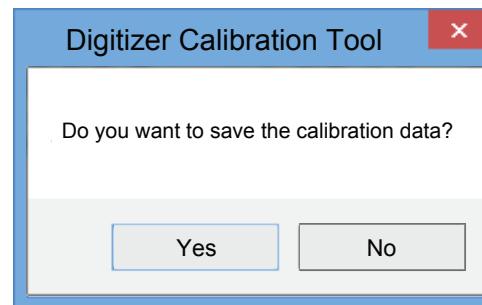 Digitizer Calibration Tool
Do you want to save the calibration data?
Yes
No